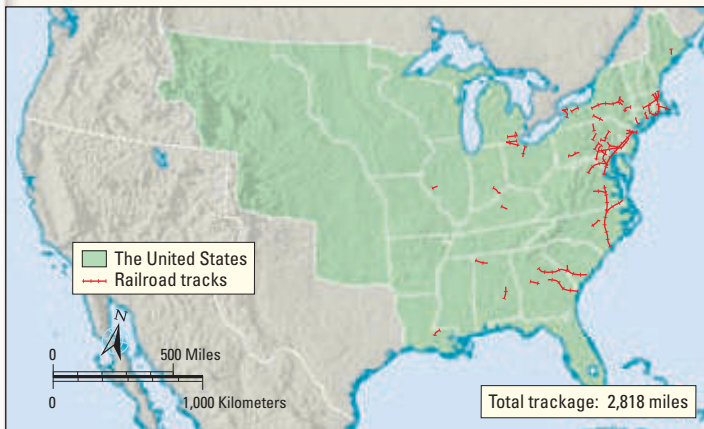 The United States
Railroad tracks
N
0 500 Miles
0 1,000 Kilometers
Total trackage: 2,818 miles